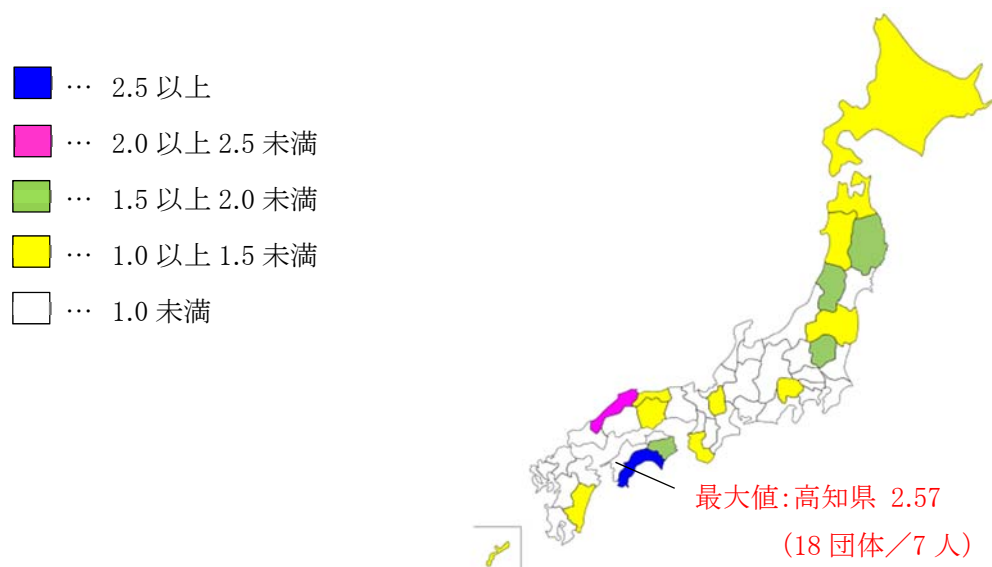 … 2.5 以上
… 2.0 以上 2.5 未満
… 1.5 以上 2.0 未満
… 1.0 以上 1.5 未満
… 1.0 未満
最大値:高知県 2.57
(18 団体／7 人)